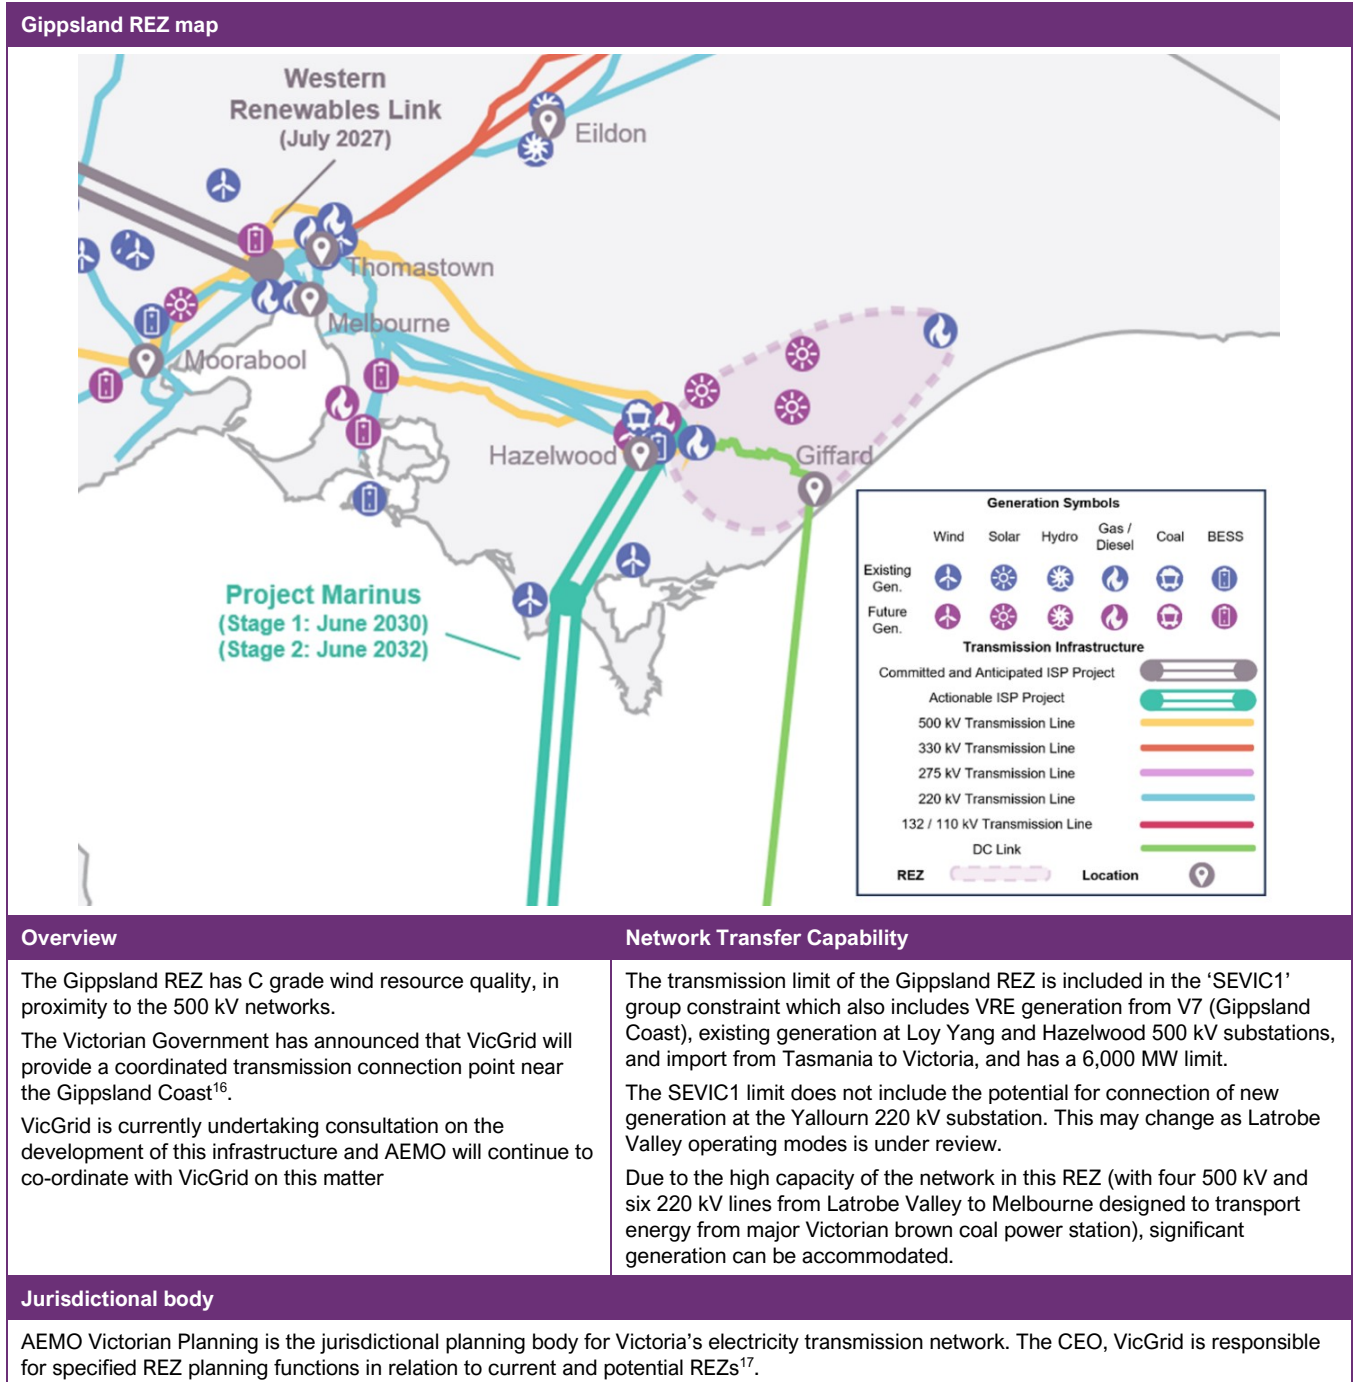 Gippsland REZ map
Western
Renewables Link
(July 2027)
Eildon
Thomastown
Melbourne
Moorabool
Hazelwood
Giffard
Project Marinus
(Stage 1: June 2030)
(Stage 2: June 2032)
Generation Symbols
Wind Solar Hydro Gas / Diesel Coal BESS
Existing Gen.
Future Gen.
Transmission Infrastructure
Committed and Anticipated ISP Project
Actionable ISP Project
500 kV Transmission Line
330 kV Transmission Line
275 kV Transmission Line
220 kV Transmission Line
132 / 110 kV Transmission Line
DC Link
REZ Location
Overview
The Gippsland REZ has C grade wind resource quality, in
proximity to the 500 kV networks.
The Victorian Government has announced that VicGrid will
provide a coordinated transmission connection point near
the Gippsland Coast16.
VicGrid is currently undertaking consultation on the
development of this infrastructure and AEMO will continue to
co-ordinate with VicGrid on this matter
Network Transfer Capability
The transmission limit of the Gippsland REZ is included in the ‘SEVIC1’
group constraint which also includes VRE generation from V7 (Gippsland
Coast), existing generation at Loy Yang and Hazelwood 500 kV substations,
and import from Tasmania to Victoria, and has a 6,000 MW limit.
The SEVIC1 limit does not include the potential for connection of new
generation at the Yallourn 220 kV substation. This may change as Latrobe
Valley operating modes is under review.
Due to the high capacity of the network in this REZ (with four 500 kV and
six 220 kV lines from Latrobe Valley to Melbourne designed to transport
energy from major Victorian brown coal power station), significant
generation can be accommodated.
Jurisdictional body
AEMO Victorian Planning is the jurisdictional planning body for Victoria’s electricity transmission network. The CEO, VicGrid is responsible
for specified REZ planning functions in relation to current and potential REZs17.